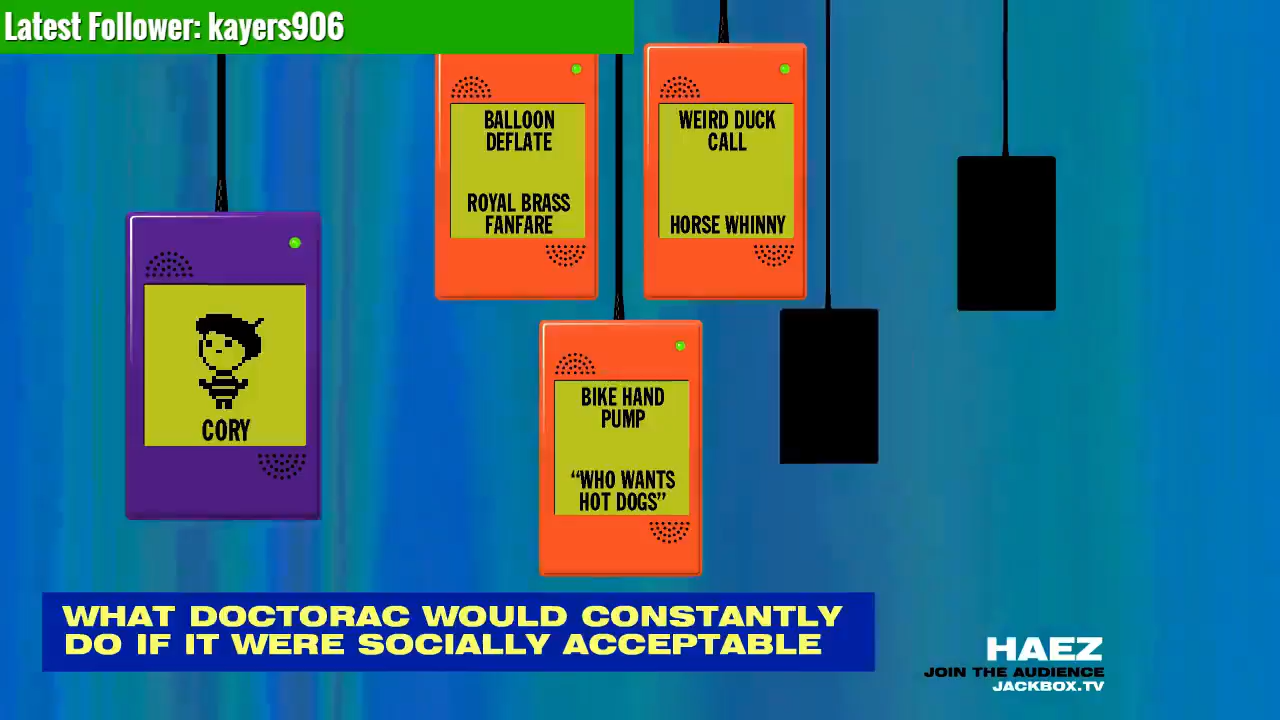 Latest Follower: kayers906
BALLOON
DEFLATE
ROYAL BRASS
FANFARE
WEIRD DUCK
CALL
HORSE WHINNY
CORY
BIKE HAND
PUMP
“WHO WANTS
HOT DOGS”
WHAT DOCTORAC WOULD CONSTANTLY
DO IF IT WERE SOCIALLY ACCEPTABLE
HAEZ
JOIN THE AUDIENCE
JACKBOX.TV